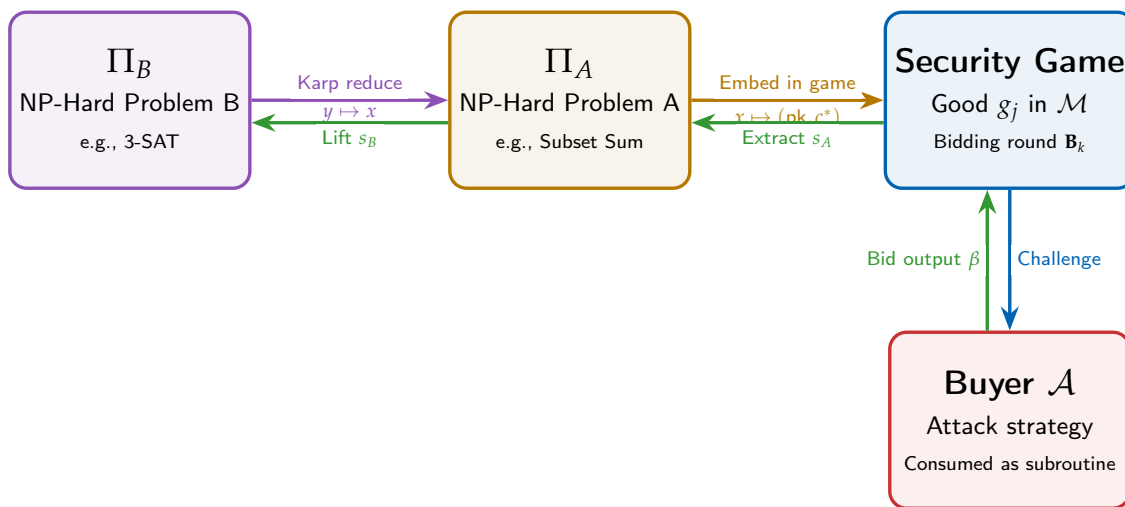 Π_B
NP-Hard Problem B
e.g., 3-SAT
Karp reduce
y ↦ x
Lift s_B
Π_A
NP-Hard Problem A
e.g., Subset Sum
Embed in game
x ↦ (pk, c*)
Extract s_A
Security Game
Good g_j in ℳ
Bidding round B_k
Bid output β
Challenge
Buyer 𝒜
Attack strategy
Consumed as subroutine